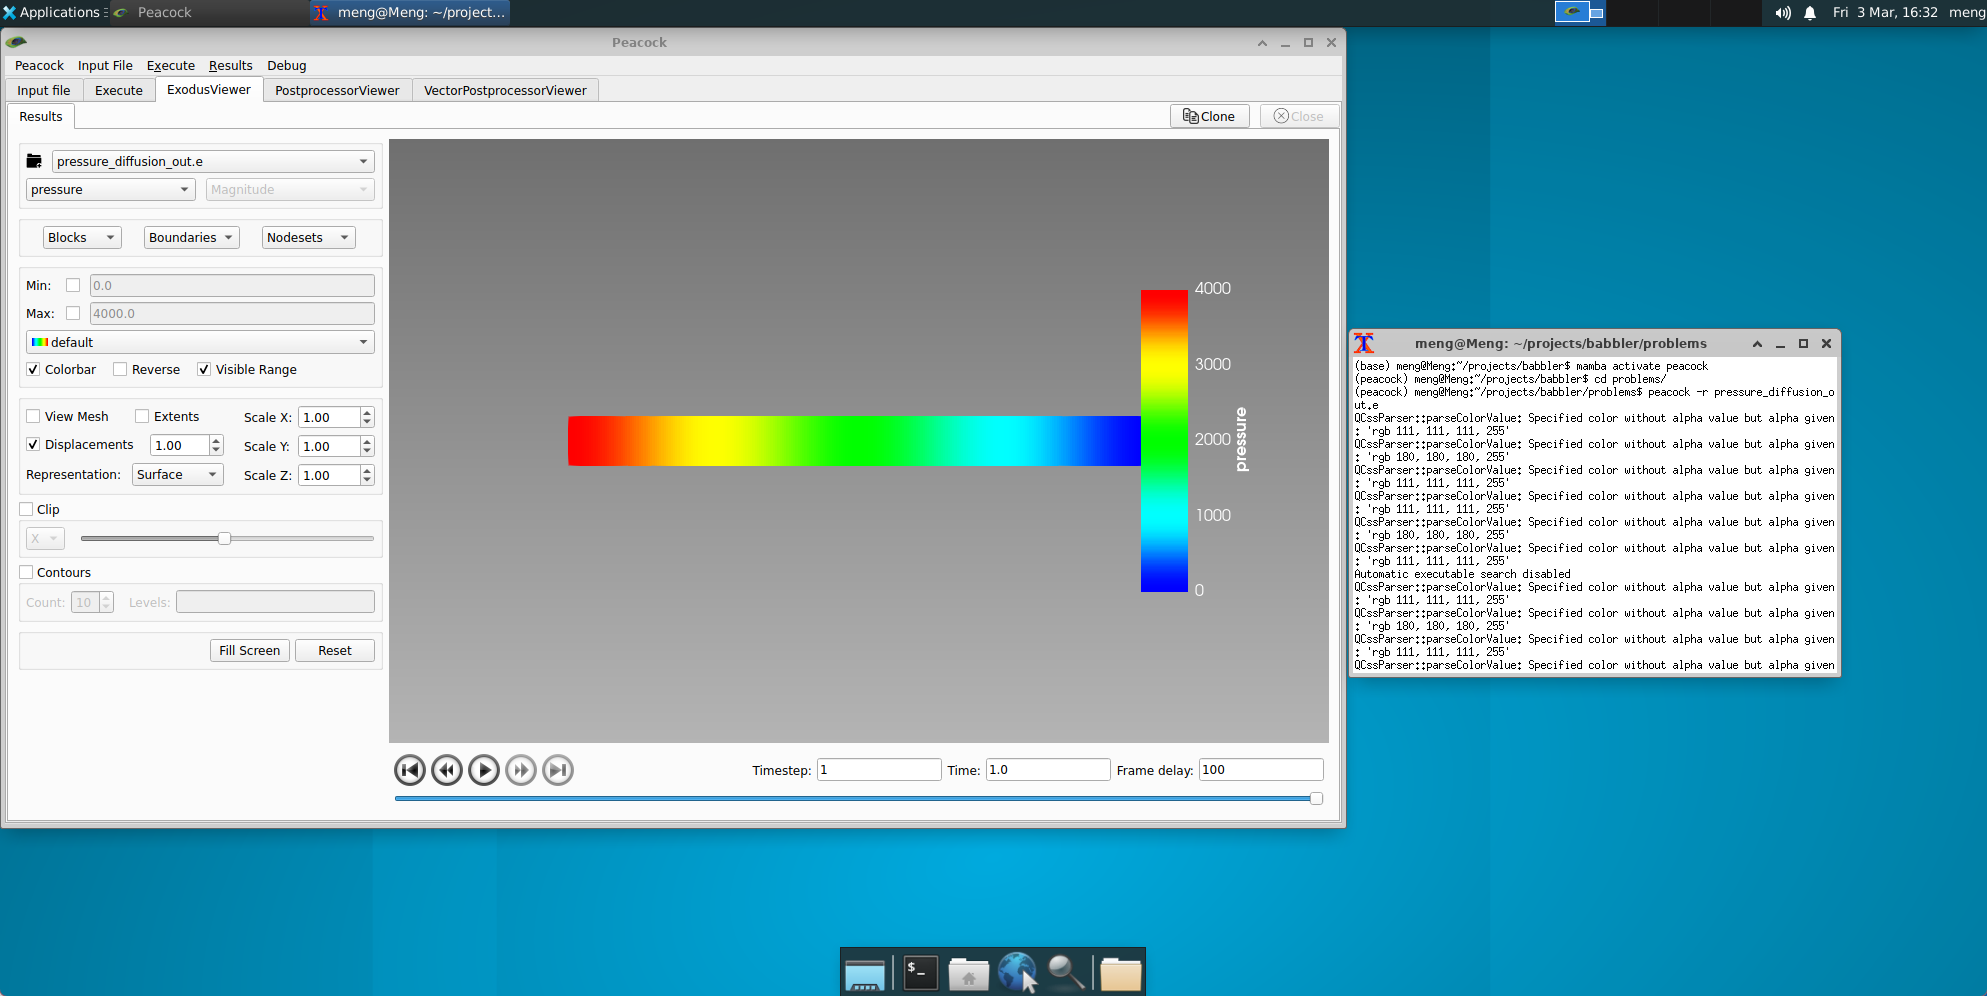 Applications
Peacock
meng@Meng: ~/project...
Fri 3 Mar, 16:32 meng
Peacock
Peacock Input File Execute Results Debug
Input file Execute ExodusViewer PostprocessorViewer VectorPostprocessorViewer
Results
Clone
Close
pressure_diffusion_out.e
pressure
Magnitude
Blocks Boundaries Nodesets
Min: 0.0
Max: 4000.0
default
Colorbar Reverse Visible Range
View Mesh Extents Scale X: 1.00
Displacements 1.00 Scale Y: 1.00
Representation: Surface Scale Z: 1.00
Clip
X
Contours
Count: 10 Levels:
Fill Screen Reset
4000
3000
2000
1000
0
pressure
Timestep: 1 Time: 1.0 Frame delay: 100
meng@Meng: ~/projects/babbler/problems
(base) meng@Meng:~/projects/babbler$ mamba activate peacock
(peacock) meng@Meng:~/projects/babbler$ cd problems/
(peacock) meng@Meng:~/projects/babbler/problems$ peacock -r pressure_diffusion_o
ut.e
QCssParser::parseColorValue: Specified color without alpha value but alpha given
: 'rgb 111, 111, 111, 255'
QCssParser::parseColorValue: Specified color without alpha value but alpha given
: 'rgb 180, 180, 180, 255'
QCssParser::parseColorValue: Specified color without alpha value but alpha given
: 'rgb 111, 111, 111, 255'
QCssParser::parseColorValue: Specified color without alpha value but alpha given
: 'rgb 111, 111, 111, 255'
QCssParser::parseColorValue: Specified color without alpha value but alpha given
: 'rgb 180, 180, 180, 255'
QCssParser::parseColorValue: Specified color without alpha value but alpha given
: 'rgb 111, 111, 111, 255'
Automatic executable search disabled
QCssParser::parseColorValue: Specified color without alpha value but alpha given
: 'rgb 111, 111, 111, 255'
QCssParser::parseColorValue: Specified color without alpha value but alpha given
: 'rgb 180, 180, 180, 255'
QCssParser::parseColorValue: Specified color without alpha value but alpha given
: 'rgb 111, 111, 111, 255'
QCssParser::parseColorValue: Specified color without alpha value but alpha given
$_